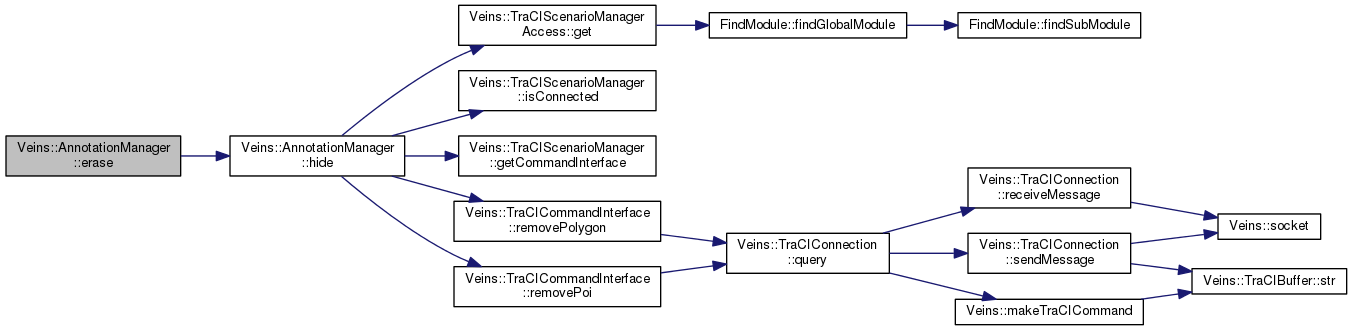 Veins::AnnotationManager
::erase
Veins::AnnotationManager
::hide
Veins::TraCIScenarioManager
Access::get
Veins::TraCIScenarioManager
::isConnected
Veins::TraCIScenarioManager
::getCommandInterface
Veins::TraCICommandInterface
::removePolygon
Veins::TraCICommandInterface
::removePoi
FindModule::findGlobalModule
FindModule::findSubModule
Veins::TraCIConnection
::query
Veins::TraCIConnection
::receiveMessage
Veins::TraCIConnection
::sendMessage
Veins::makeTraCICommand
Veins::socket
Veins::TraCIBuffer::str